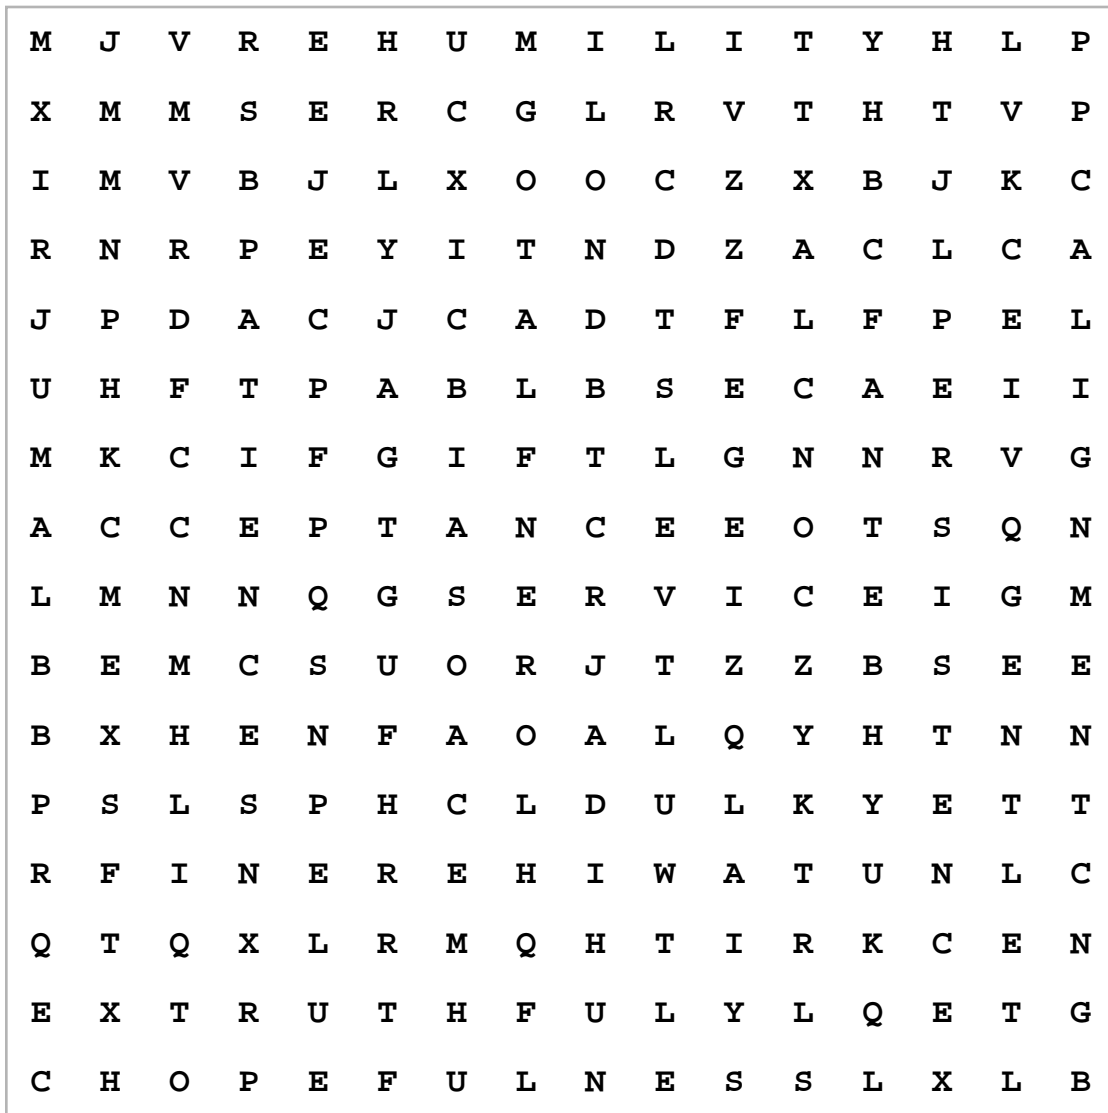 M J V R E H U M I L I T Y H L P
X M M S E R C G L R V T H T V P
I M V B J L X O O C Z X B J K C
R N R P E Y I T N D Z A C L C A
J P D A C J C A D T F L F P E L
U H F T P A B L B S E C A E I I
M K C I F G I F T L G N N R V G
A C C E P T A N C E E O T S Q N
L M N N Q G S E R V I C E I G M
B E M C S U O R J T Z Z B S E E
B X H E N F A O A L Q Y H T N N
P S L S P H C L D U L K Y E T T
R F I N E R E H I W A T U N L C
Q T Q X L R M Q H T I R K C E N
E X T R U T H F U L Y L Q E T G
C H O P E F U L N E S S L X L B